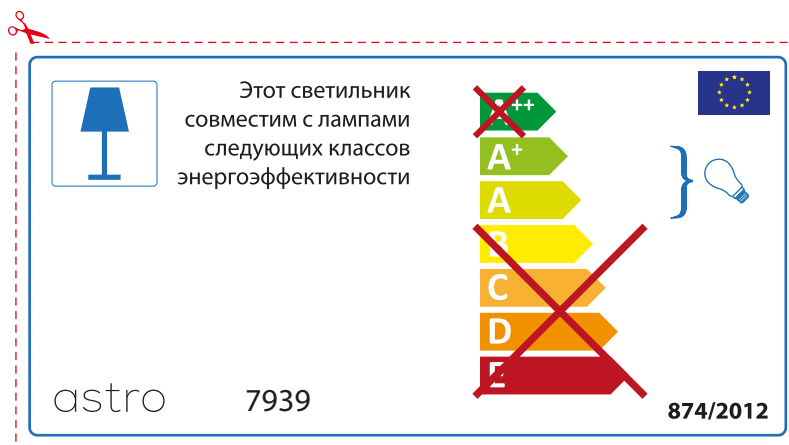 Этот светильник
совместим с лампами
следующих классов
энергоэффективности
A++
A+
A
B
C
D
E
astro
7939
874/2012